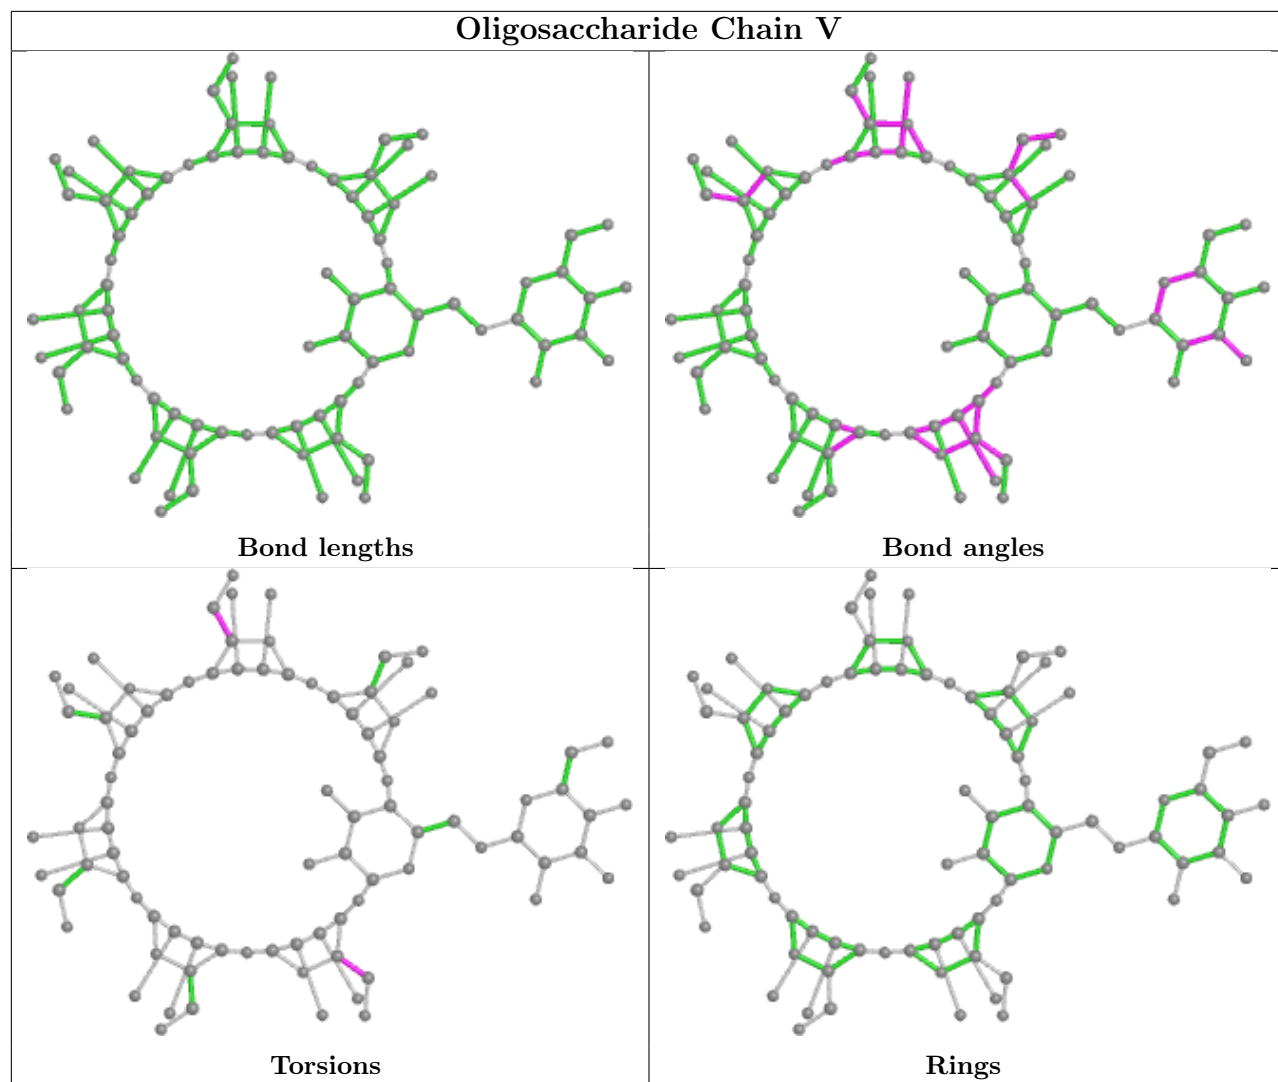 Oligosaccharide Chain V
Bond lengths
Bond angles
Torsions
Rings